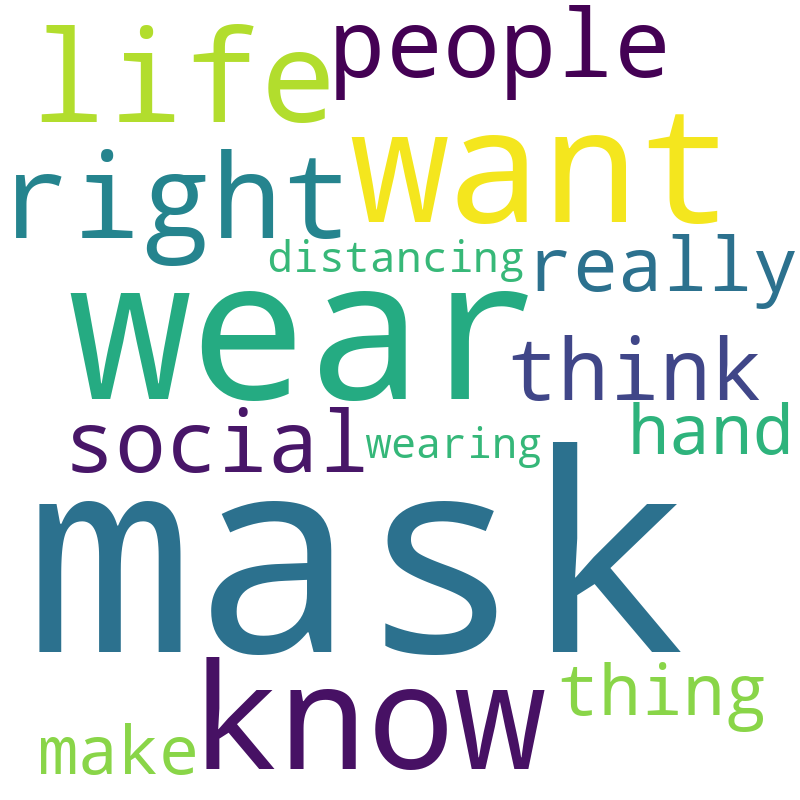 life people
right want
distancing really
wear think
social wearing hand
mask
know thing
make